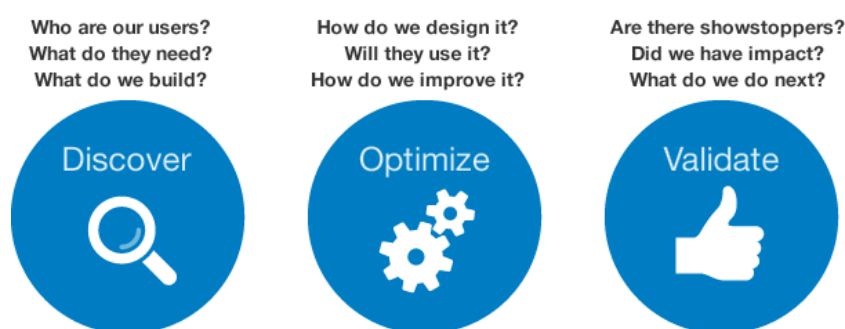 Who are our users?
What do they need?
What do we build?
Discover
How do we design it?
Will they use it?
How do we improve it?
Optimize
Are there showstoppers?
Did we have impact?
What do we do next?
Validate